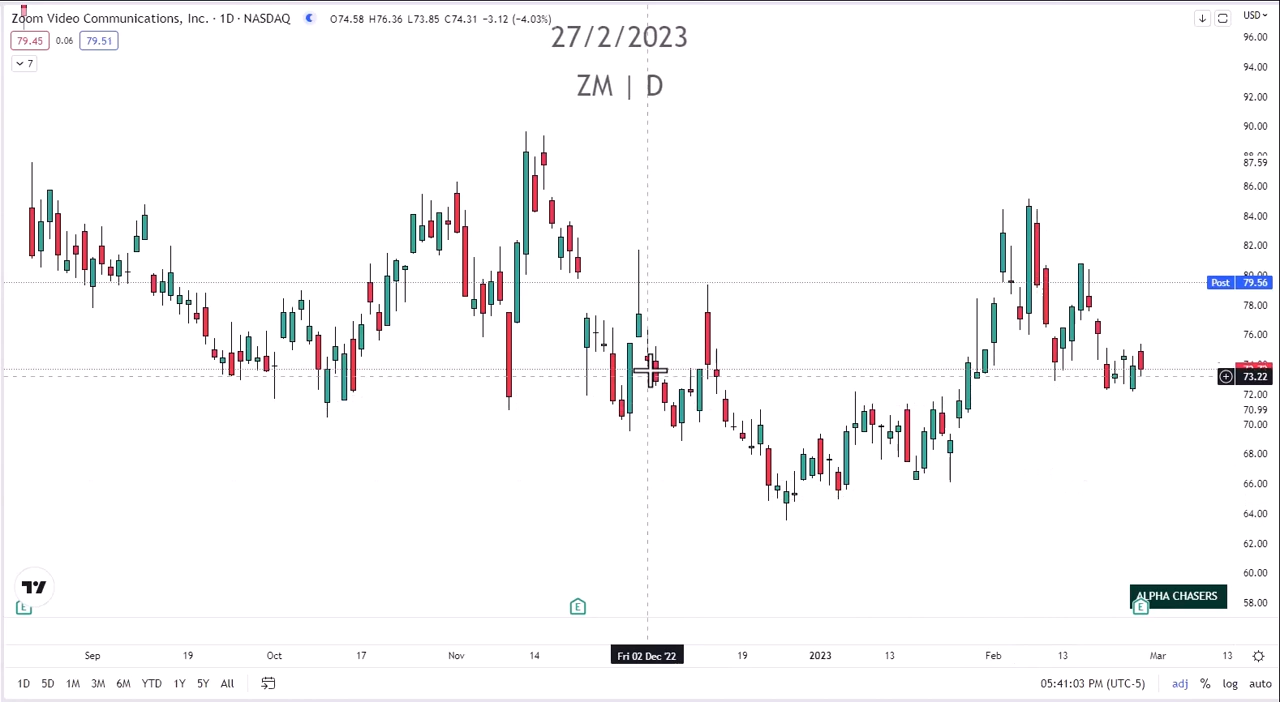 Zoom Video Communications, Inc. · 1D · NASDAQ O74.58 H76.36 L73.85 C74.31 −3.12 (−4.03%)
USD
79.45 0.06 79.51
7
27/2/2023
ZM | D
96.00
94.00
92.00
90.00
87.59
86.00
84.00
82.00
Post 79.56
78.00
76.00
73.22
72.00
70.99
70.00
68.00
66.00
64.00
62.00
60.00
58.00
ALPHA CHASERS
E
E
E
Sep 19 Oct 17 Nov 14 Fri 02 Dec '22 19 2023 13 Feb 13 Mar 13
1D 5D 1M 3M 6M YTD 1Y 5Y All 05:41:03 PM (UTC-5) adj % log auto